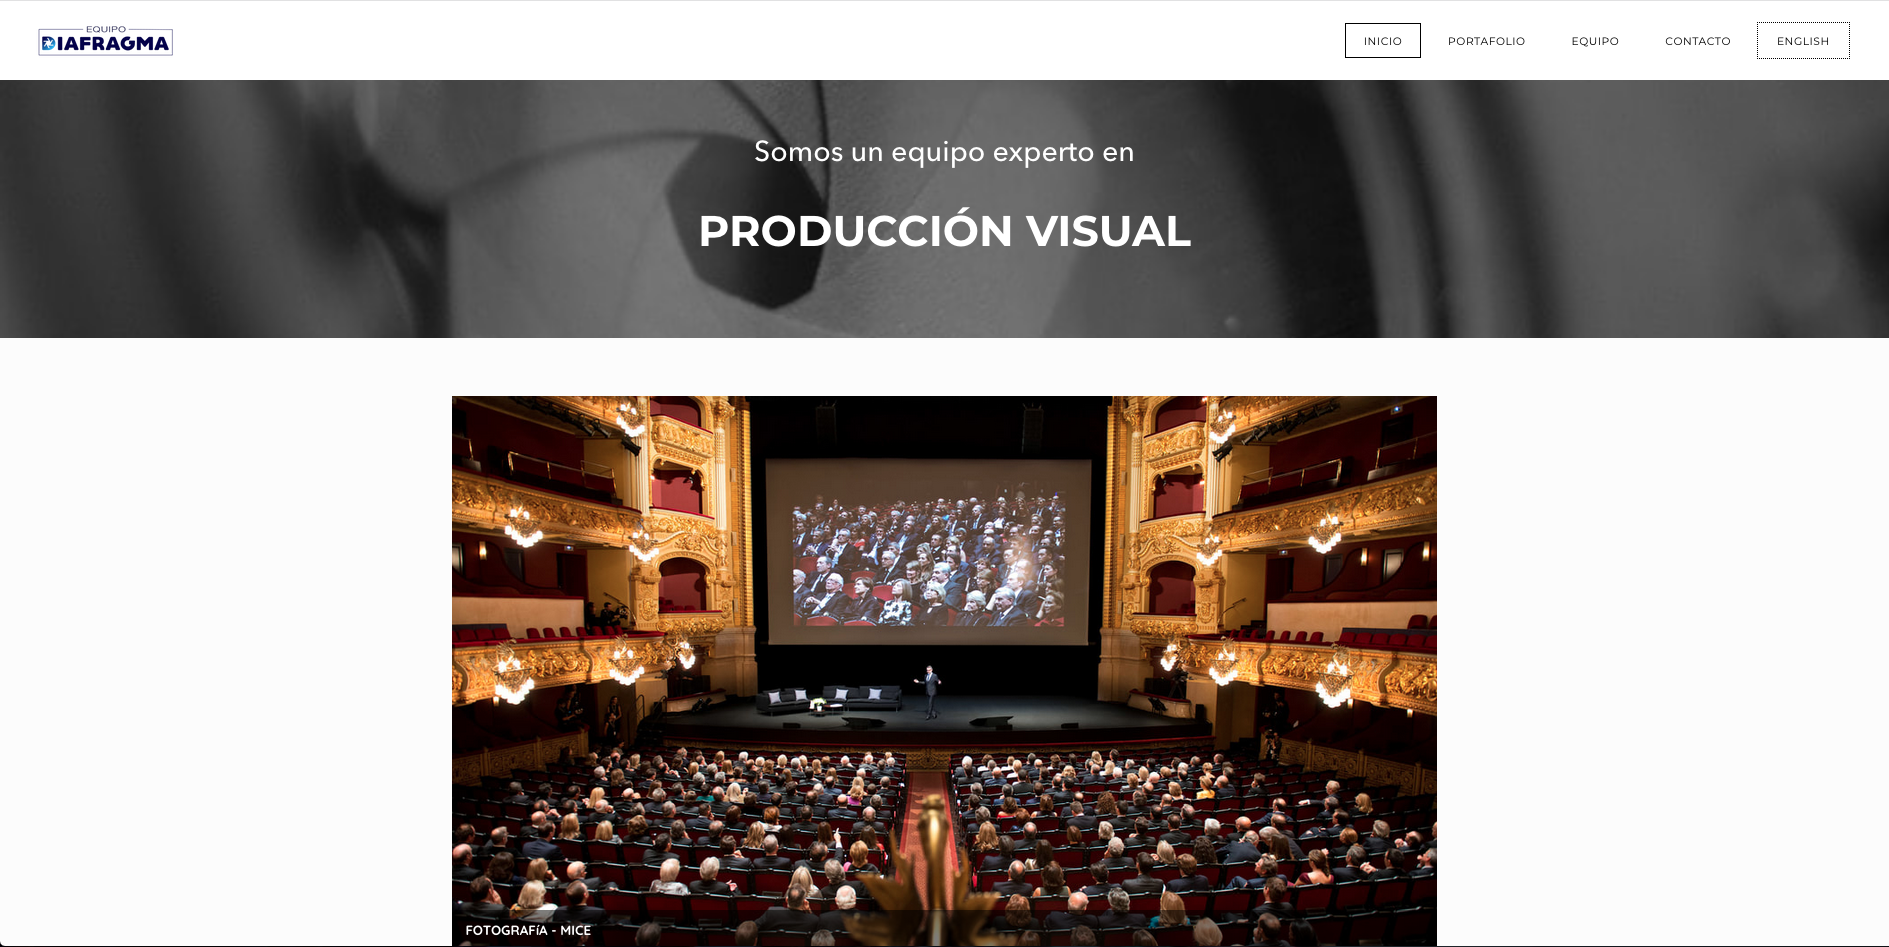 EQUIPO
DIAFRAGMA
INICIO
PORTAFOLIO
EQUIPO
CONTACTO
ENGLISH
Somos un equipo experto en
PRODUCCIÓN VISUAL
FOTOGRAFíA - MICE